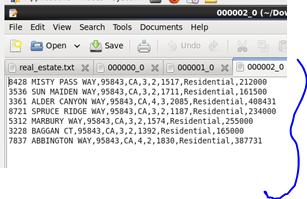 000002_0 (~/Do
File Edit View Search Tools Documents Help
Open Save Undo
real_estate.txt 000000_0 000001_0 000002_0
8428 MISTY PASS WAY,95843,CA,3,2,1517,Residential,212000
3536 SUN MAIDEN WAY,95843,CA,3,2,1711,Residential,161500
3361 ALDER CANYON WAY,95843,CA,4,3,2085,Residential,408431
8721 SPRUCE RIDGE WAY,95843,CA,3,2,1187,Residential,234000
5312 MARBURY WAY,95843,CA,3,2,1574,Residential,255000
3228 BAGGAN CT,95843,CA,3,2,1392,Residential,165000
7837 ABBINGTON WAY,95843,CA,4,2,1830,Residential,387731